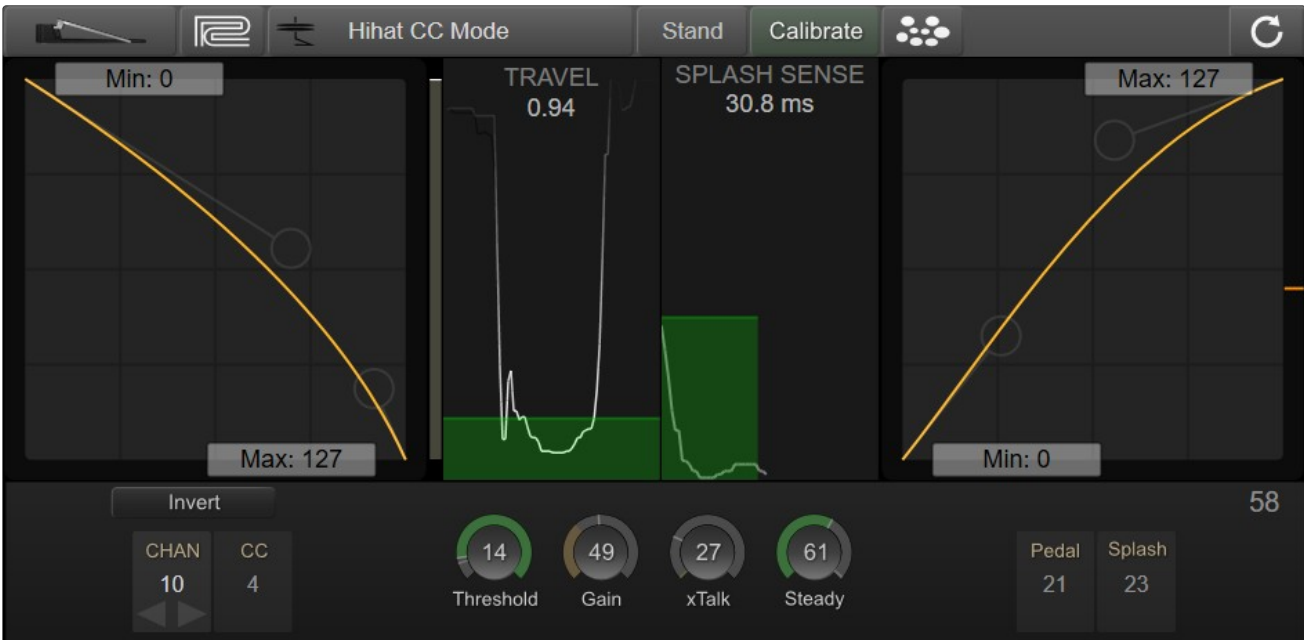 Hihat CC Mode
Stand
Calibrate
Min: 0
TRAVEL
0.94
SPLASH SENSE
30.8 ms
Max: 127
Max: 127
Min: 0
Invert
58
CHAN
10
CC
4
14
Threshold
49
Gain
27
xTalk
61
Steady
Pedal
21
Splash
23